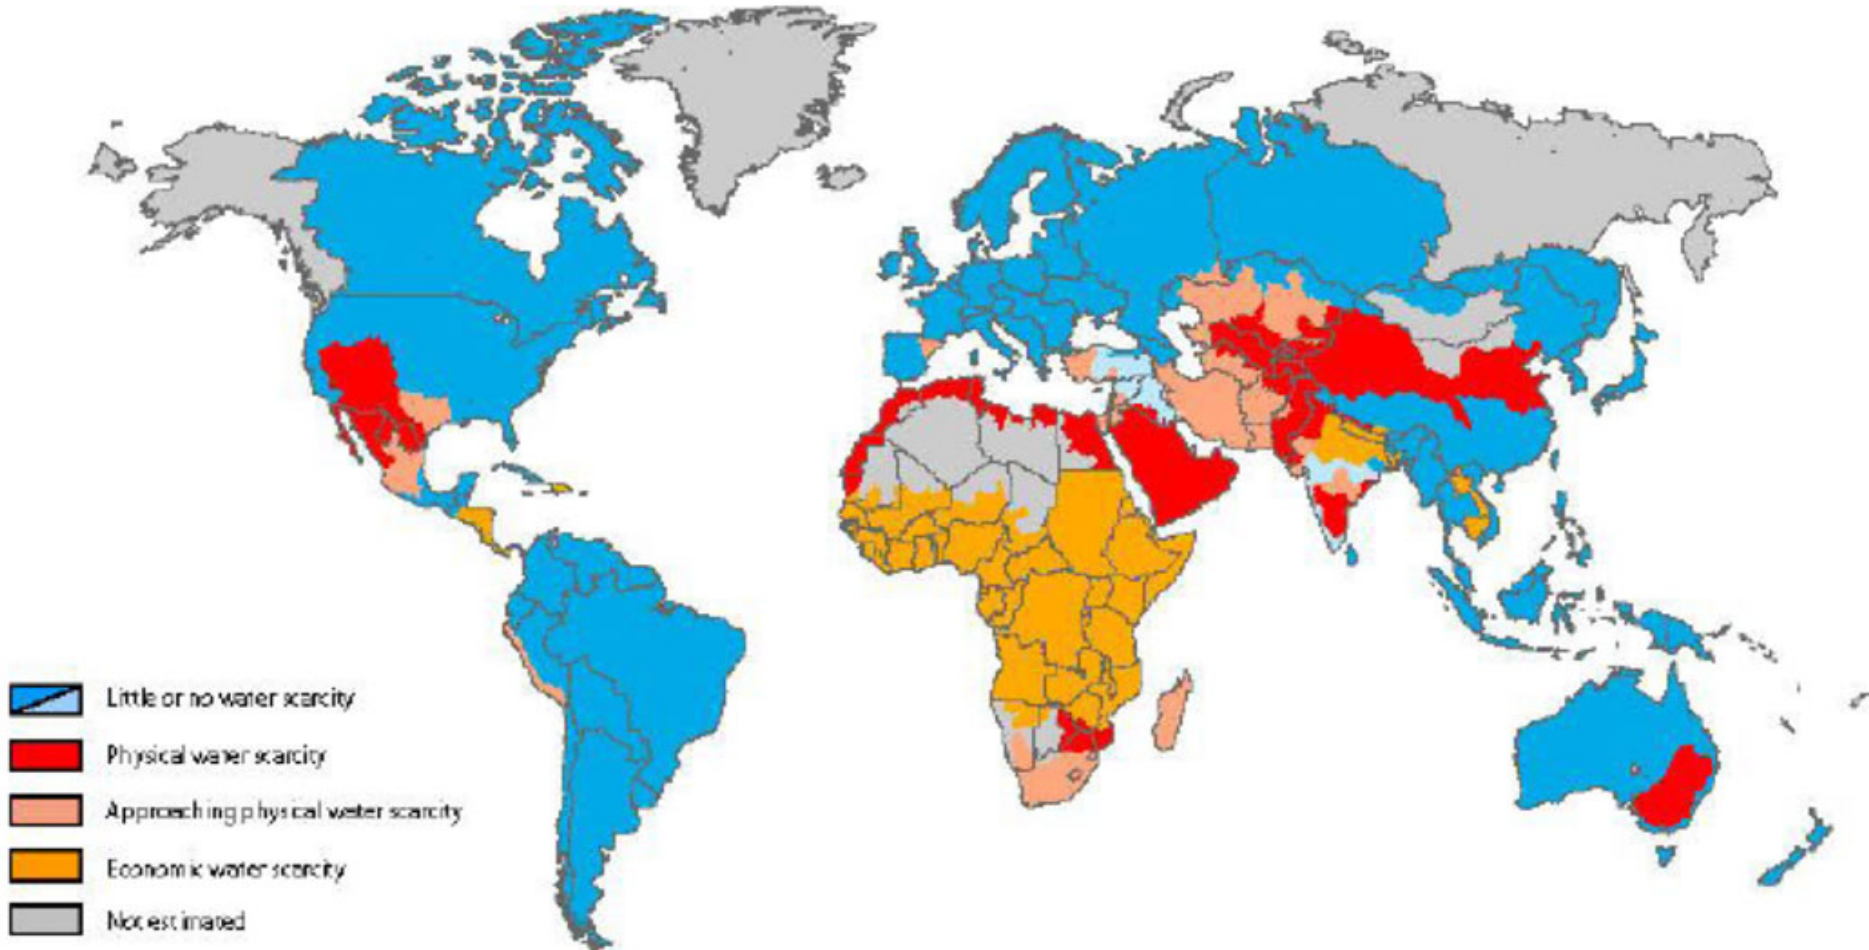 Little or no water scarcity
Physical water scarcity
Approaching physical water scarcity
Economic water scarcity
Not estimated